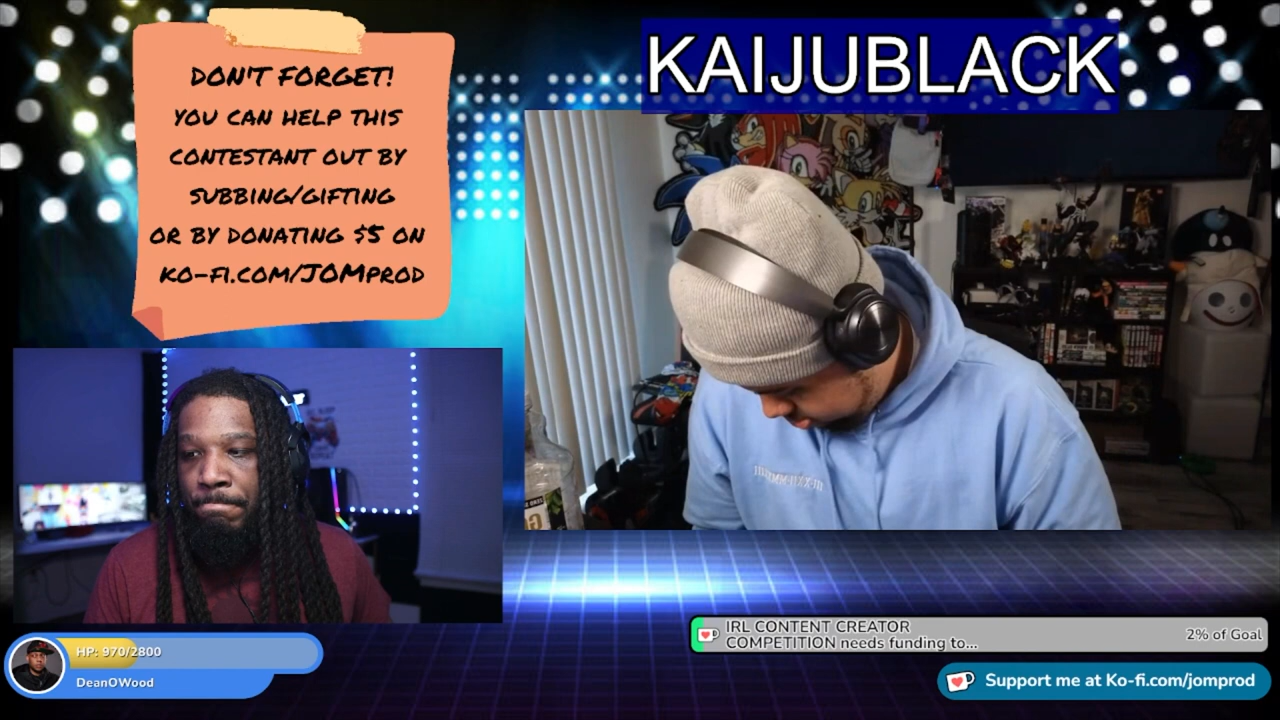 DON'T FORGET!
YOU CAN HELP THIS
CONTESTANT OUT BY
SUBBING/GIFTING
OR BY DONATING $5 ON
KO-FI.COM/JOMPROD
KAIJUBLACK
HP: 970/2800
DeanOWood
IRL CONTENT CREATOR
COMPETITION needs funding to...
2% of Goal
Support me at Ko-fi.com/jomprod